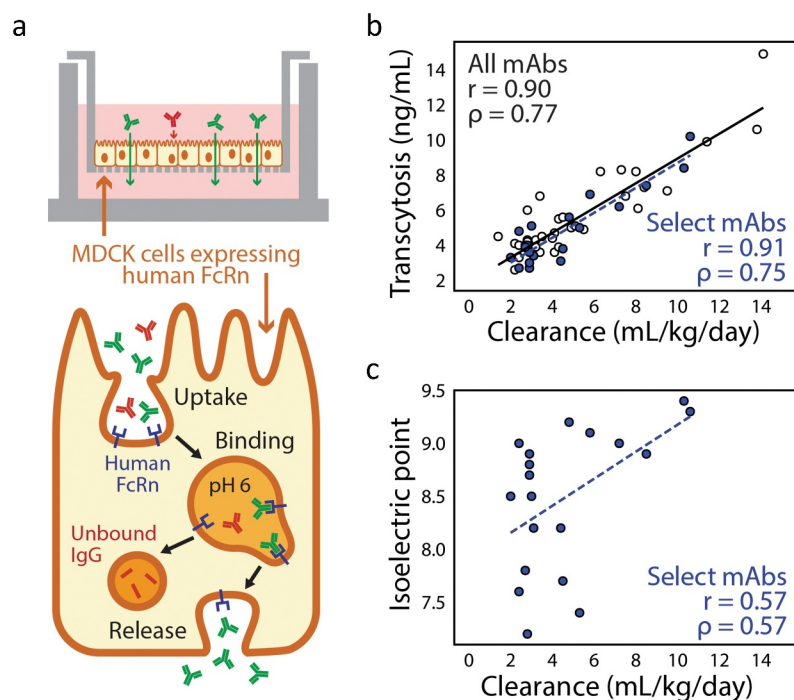 a
MDCK cells expressing
human FcRn
Uptake
Binding
Human
FcRn
pH 6
Unbound
IgG
Release
b
Transcytosis (ng/mL)
14
12
10
8
6
4
2
All mAbs
r = 0.90
ρ = 0.77
Select mAbs
r = 0.91
ρ = 0.75
0 2 4 6 8 10 12 14
Clearance (mL/kg/day)
c
Isoelectric point
9.5
9.0
8.5
8.0
7.5
Select mAbs
r = 0.57
ρ = 0.57
0 2 4 6 8 10 12 14
Clearance (mL/kg/day)